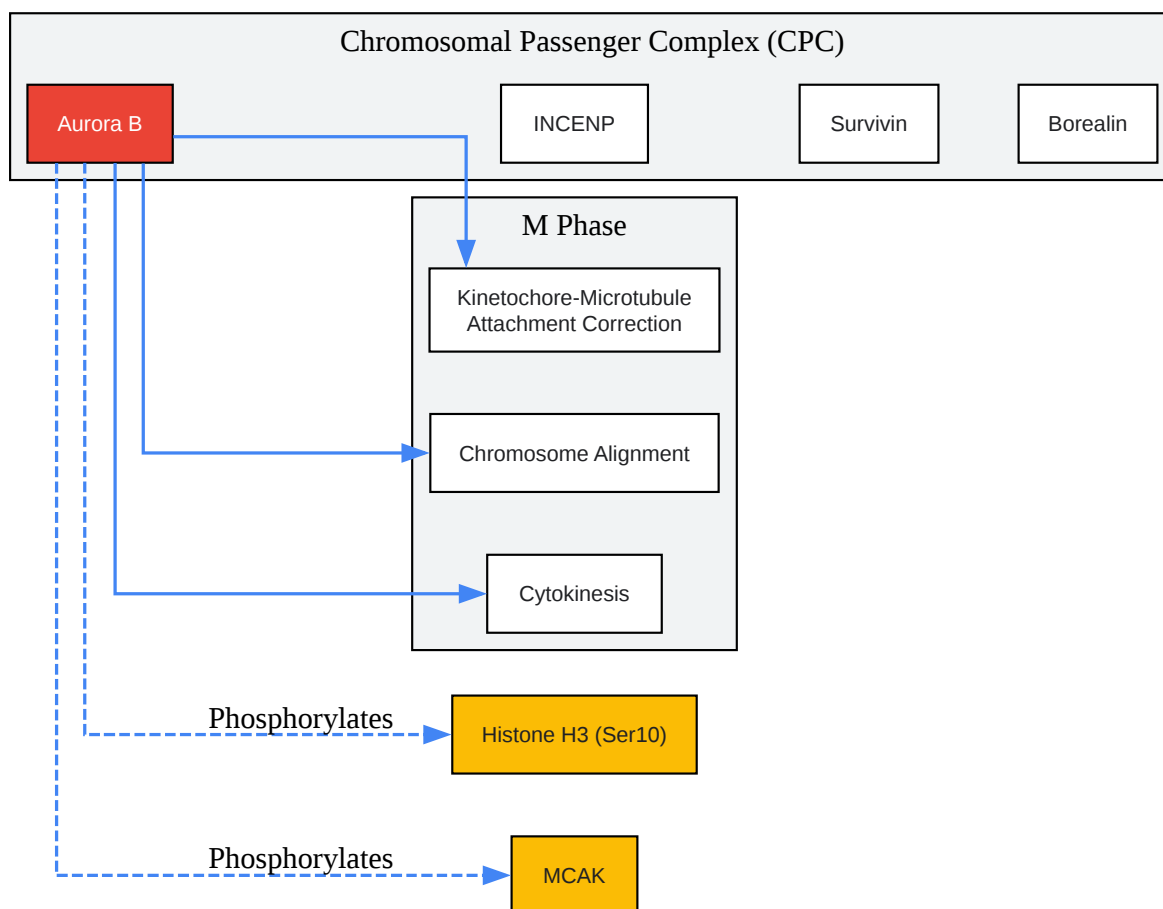 Chromosomal Passenger Complex (CPC)
Aurora B
INCENP
Survivin
Borealin
M Phase
Kinetochore-Microtubule
Attachment Correction
Chromosome Alignment
Cytokinesis
Phosphorylates
Histone H3 (Ser10)
Phosphorylates
MCAK